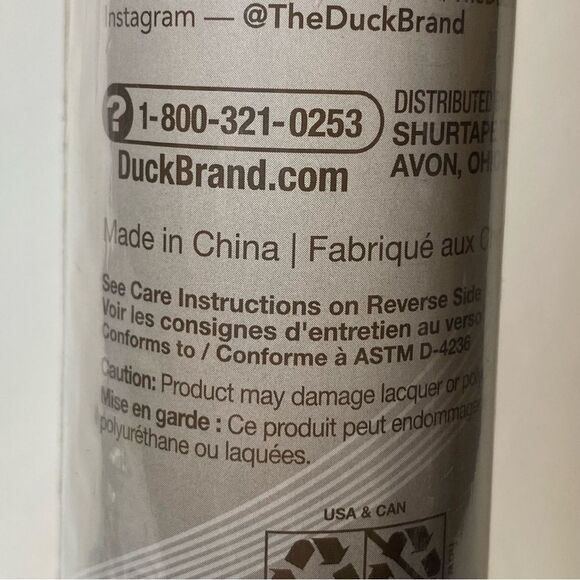 Instagram — @TheDuckBrand
? 1-800-321-0253
DuckBrand.com
DISTRIBUTED
SHURTAPE
AVON,
Made in China | Fabriqué aux
See Care Instructions on Reverse Side
Voir les consignes d'entretien au verso
Conforms to / Conforme à ASTM D-4236
Caution: Product may damage lacquer or
Mise en garde : Ce produit peut endommager
polyuréthane ou laquées.
USA & CAN